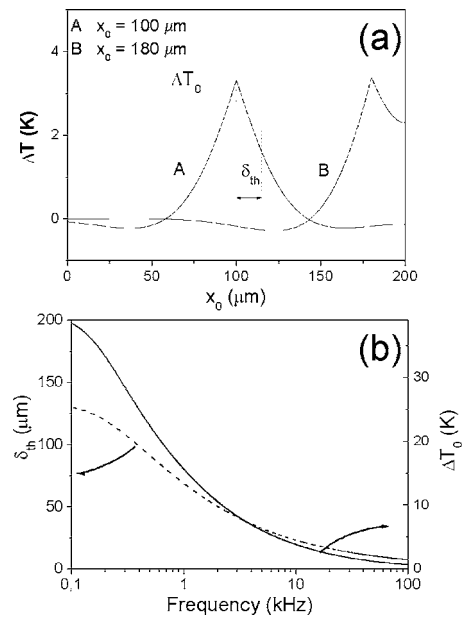 (a)
A x₀ = 100 μm
B x₀ = 180 μm
ΔT₀
A
B
δth
ΔT (K)
4
2
0
0 50 100 150 200
x₀ (μm)
(b)
200
150
100
50
0
δth (μm)
30
20
10
0
ΔT₀ (K)
0,1 1 10 100
Frequency (kHz)